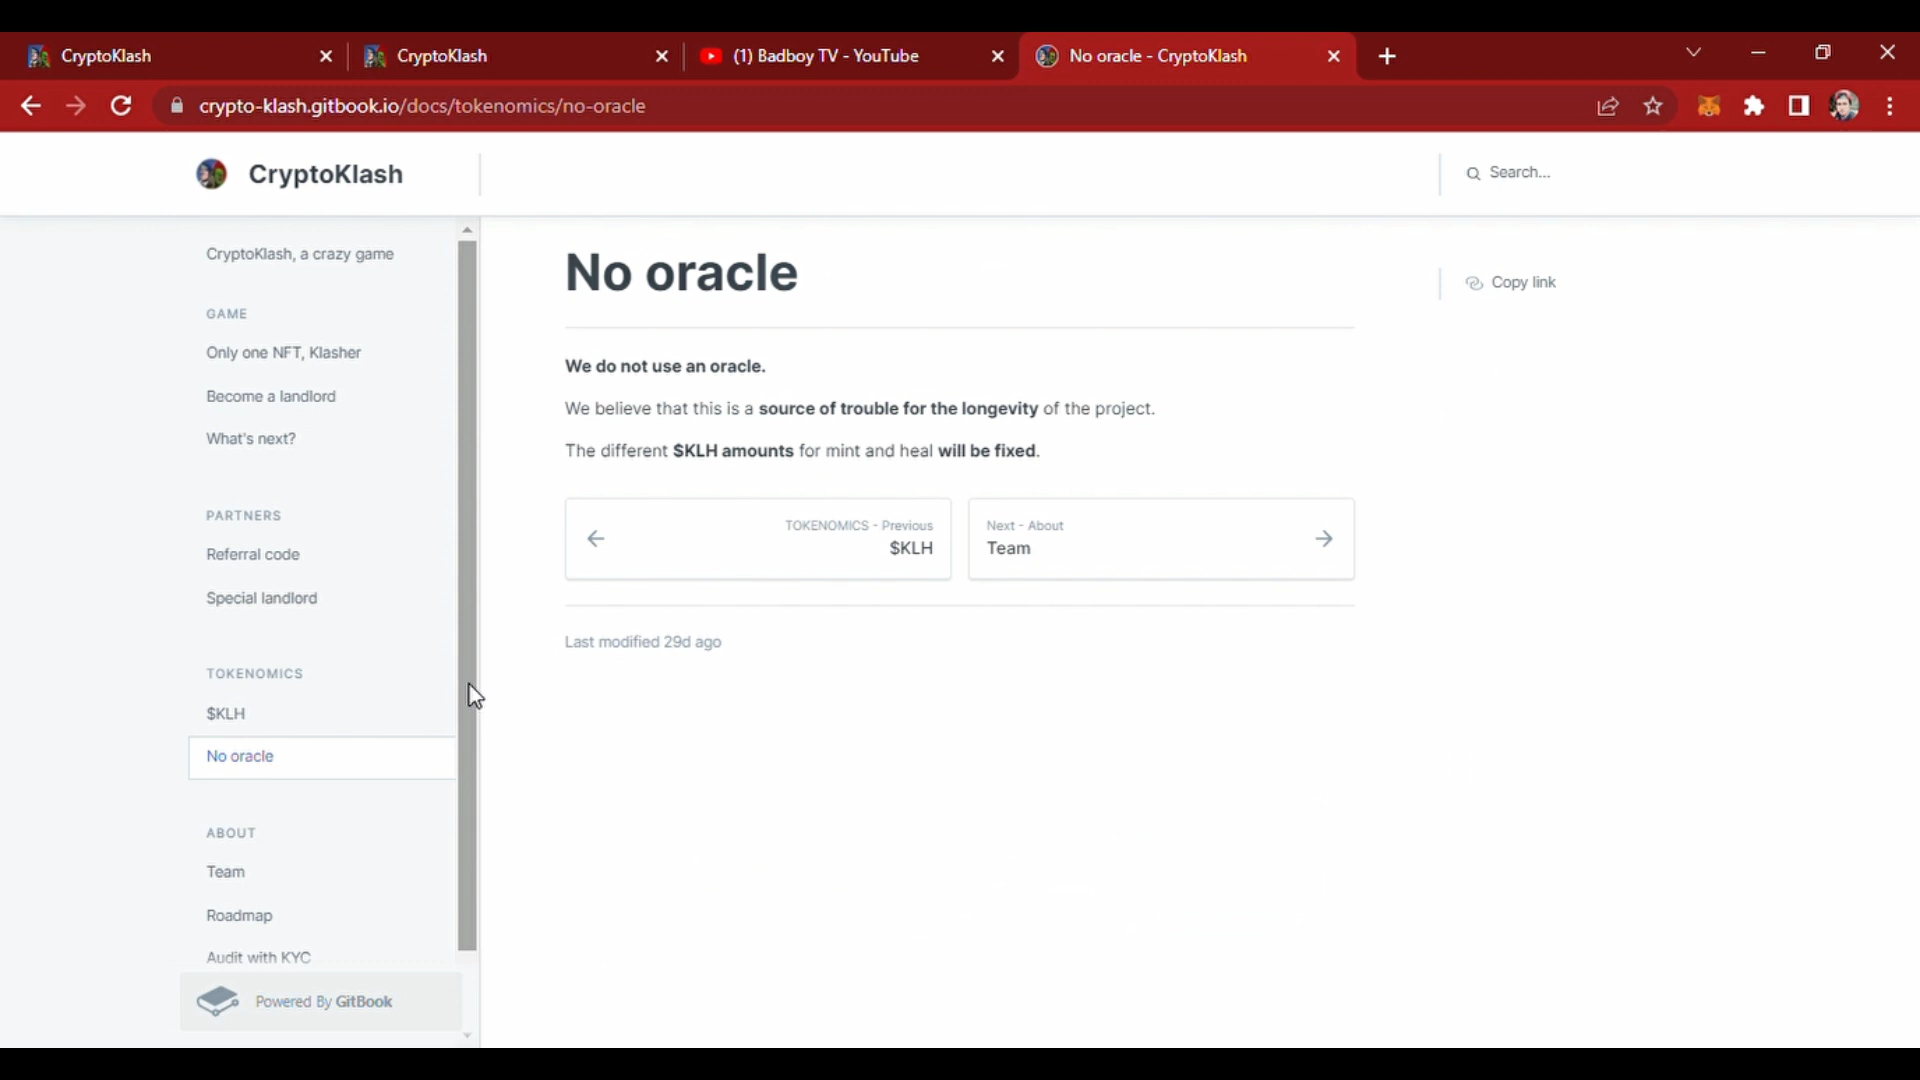 CryptoKlash
CryptoKlash
(1) Badboy TV - YouTube
No oracle - CryptoKlash
crypto-klash.gitbook.io/docs/tokenomics/no-oracle
CryptoKlash
Search...
CryptoKlash, a crazy game
GAME
Only one NFT, Klasher
Become a landlord
What's next?
PARTNERS
Referral code
Special landlord
TOKENOMICS
$KLH
No oracle
ABOUT
Team
Roadmap
Audit with KYC
Powered By GitBook
No oracle
Copy link
We do not use an oracle.
We believe that this is a source of trouble for the longevity of the project.
The different $KLH amounts for mint and heal will be fixed.
TOKENOMICS - Previous
$KLH
Next - About
Team
Last modified 29d ago